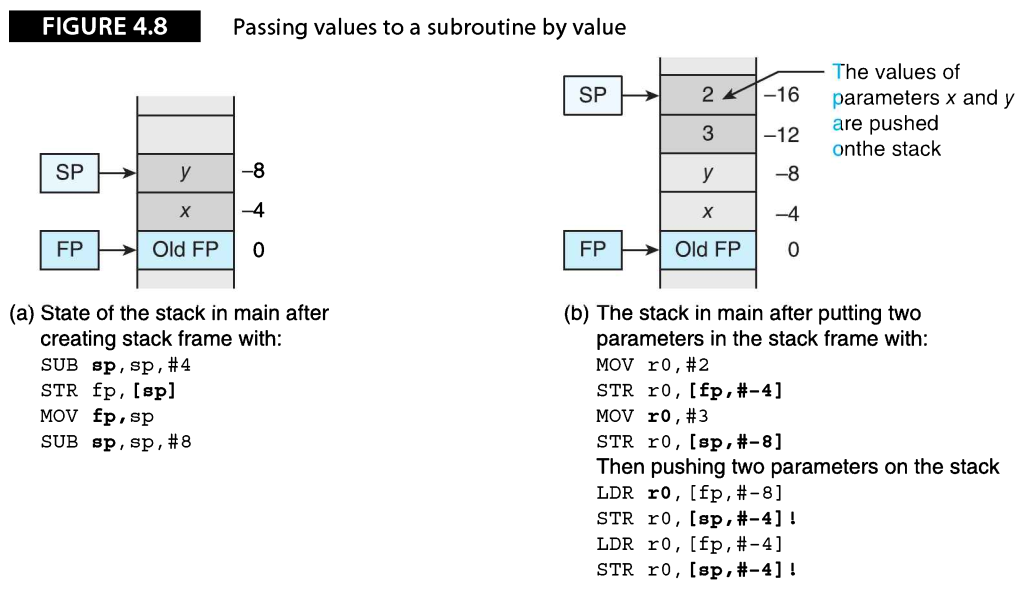 FIGURE 4.8
Passing values to a subroutine by value
SP
FP
y
x
Old FP
–8
–4
0
(a) State of the stack in main after
creating stack frame with:
SUB sp,sp,#4
STR fp,[sp]
MOV fp,sp
SUB sp,sp,#8
SP
FP
2
3
y
x
Old FP
–16
–12
–8
–4
0
The values of
parameters x and y
are pushed
onthe stack
(b) The stack in main after putting two
parameters in the stack frame with:
MOV r0,#2
STR r0,[fp,#-4]
MOV r0,#3
STR r0,[sp,#-8]
Then pushing two parameters on the stack
LDR r0,[fp,#-8]
STR r0,[sp,#-4]!
LDR r0,[fp,#-4]
STR r0,[sp,#-4]!